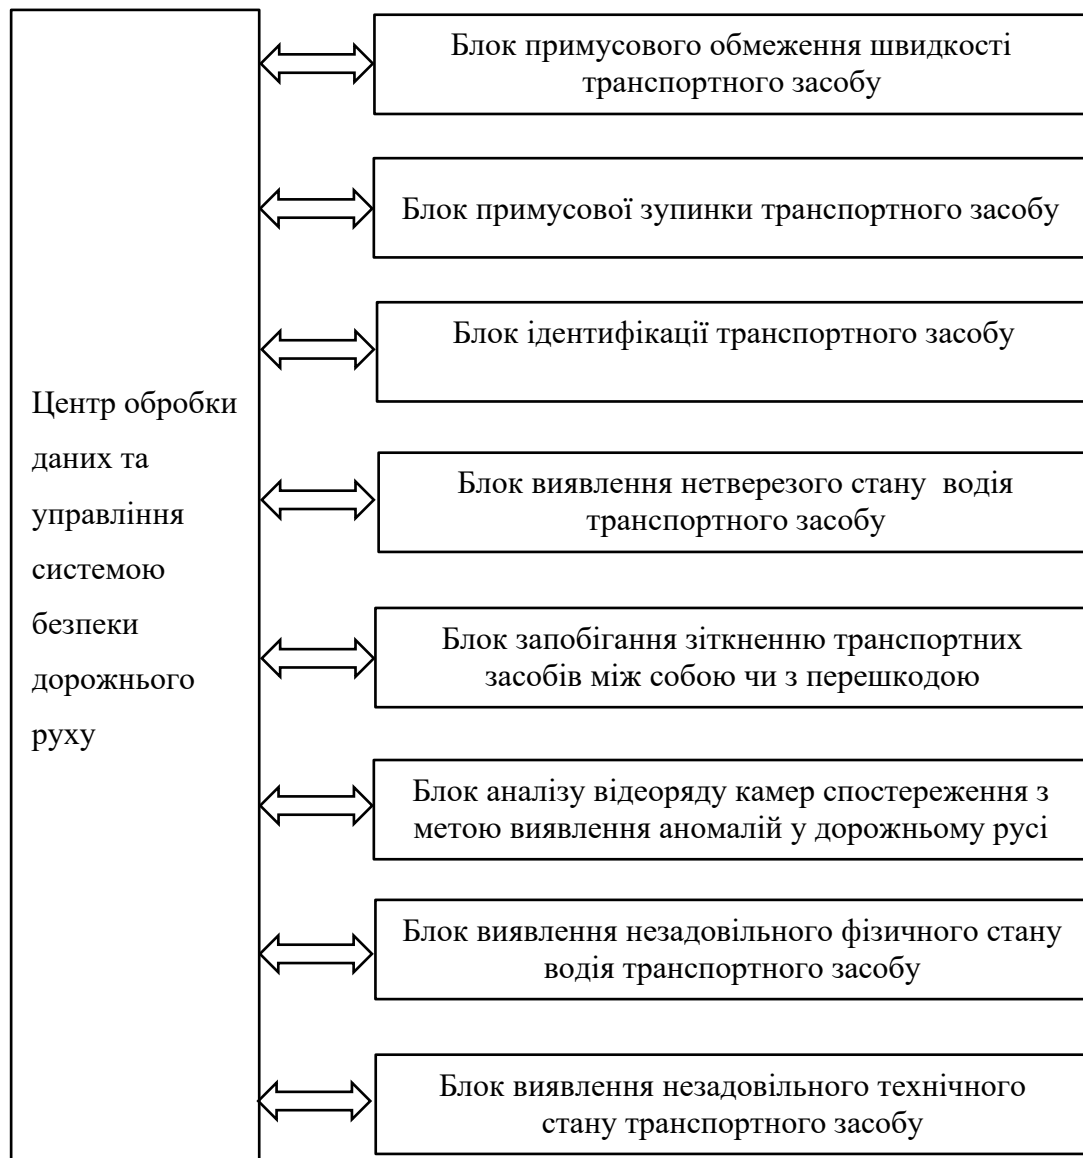 Блок примусового обмеження швидкості
транспортного засобу
Блок примусової зупинки транспортного засобу
Блок ідентифікації транспортного засобу
Центр обробки
даних та
управління
системою
безпеки
дорожнього
руху
Блок виявлення нетверезого стану водія
транспортного засобу
Блок запобігання зіткненню транспортних
засобів між собою чи з перешкодою
Блок аналізу відеоряду камер спостереження з
метою виявлення аномалій у дорожньому русі
Блок виявлення незадовільного фізичного стану
водія транспортного засобу
Блок виявлення незадовільного технічного
стану транспортного засобу